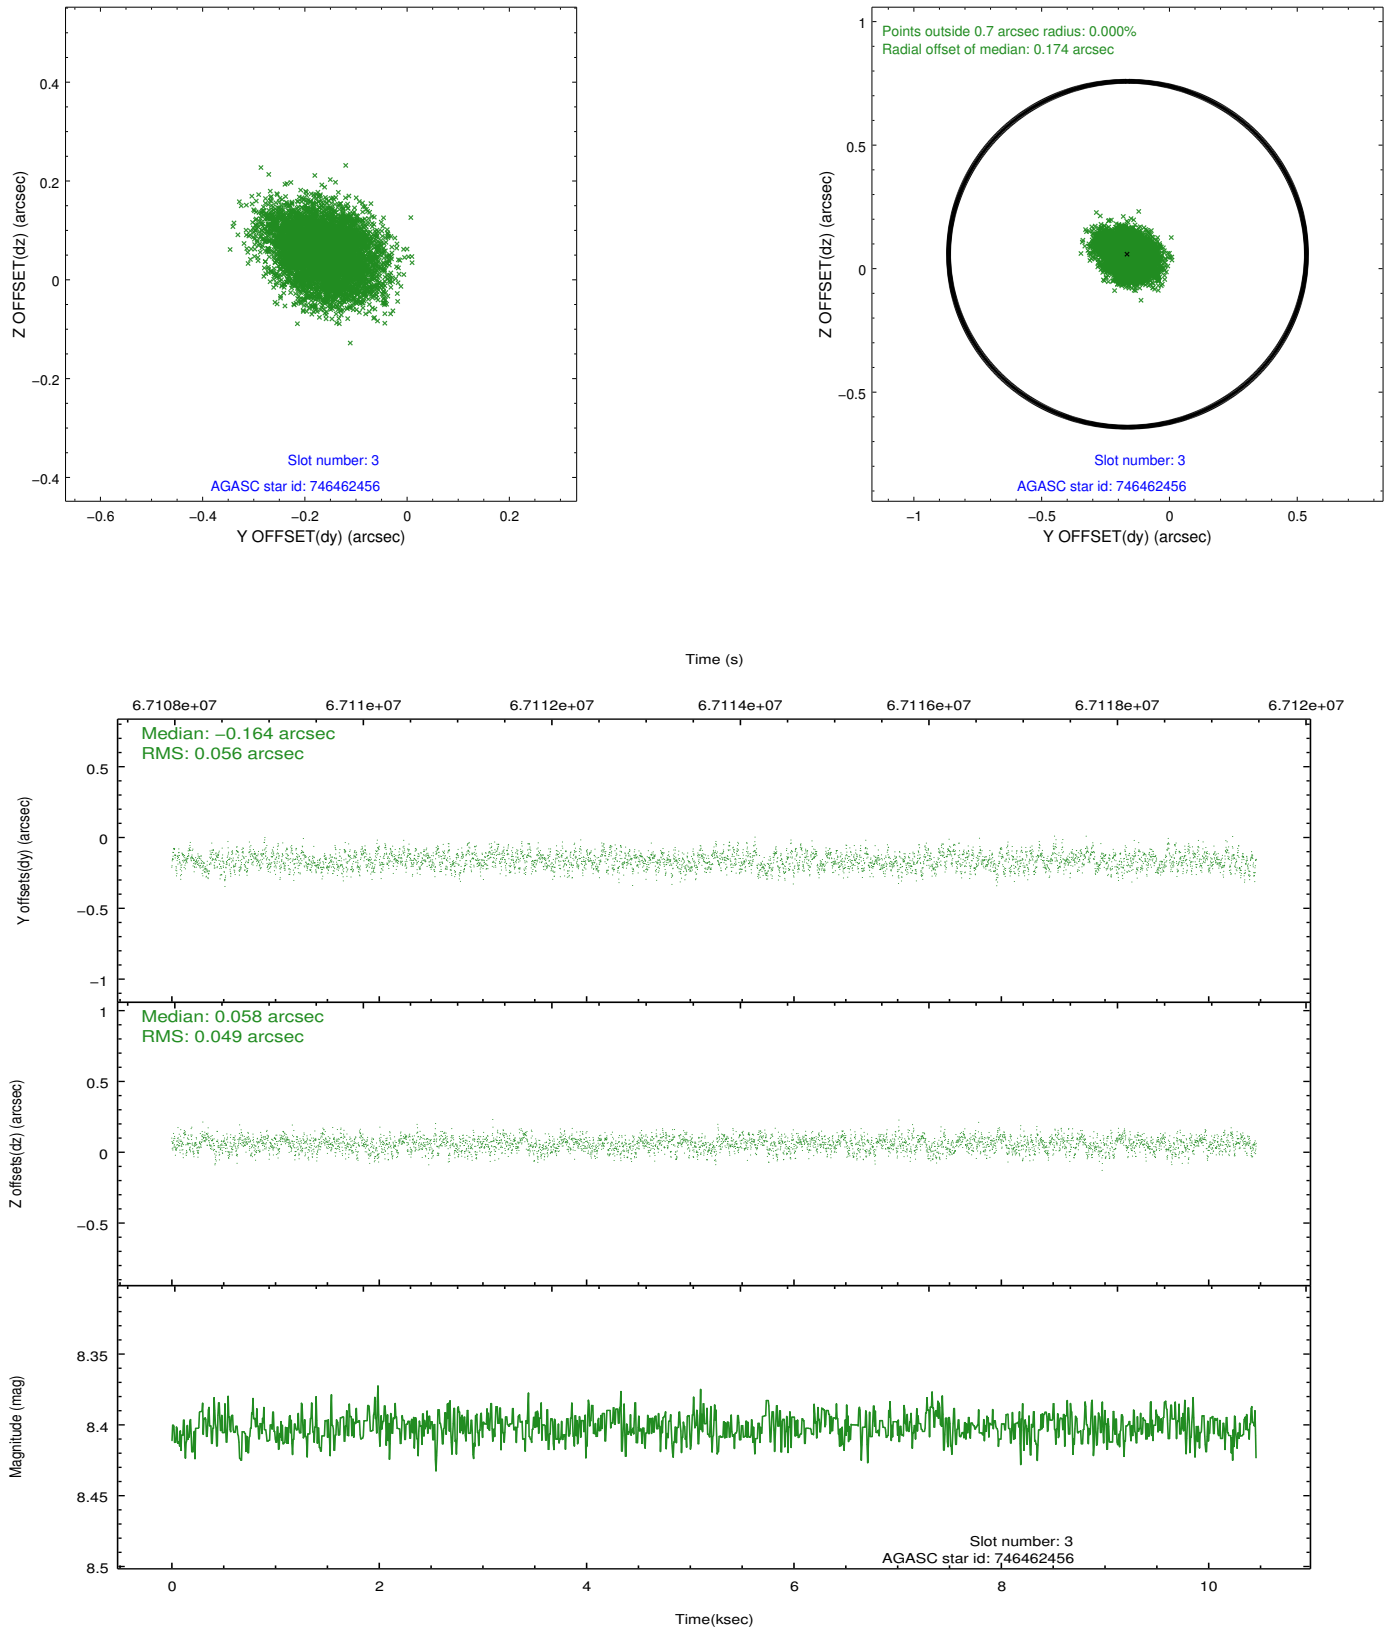 0.4
0.2
0
−0.2
−0.4
Z OFFSET(dz) (arcsec)
Slot number: 3
AGASC star id: 746462456
−0.6 −0.4 −0.2 0 0.2
Y OFFSET(dy) (arcsec)
Points outside 0.7 arcsec radius: 0.000%
Radial offset of median: 0.174 arcsec
1
0.5
0
−0.5
Z OFFSET(dz) (arcsec)
Slot number: 3
AGASC star id: 746462456
−1 −0.5 0 0.5
Y OFFSET(dy) (arcsec)
Time (s)
6.7108e+07 6.711e+07 6.7112e+07 6.7114e+07 6.7116e+07 6.7118e+07 6.712e+07
Median: −0.164 arcsec
RMS: 0.056 arcsec
0.5
0
−0.5
−1
Y offsets(dy) (arcsec)
Median: 0.058 arcsec
RMS: 0.049 arcsec
1
0.5
0
−0.5
Z offsets(dz) (arcsec)
8.35
8.4
8.45
8.5
Magnitude (mag)
Slot number: 3
AGASC star id: 746462456
0 2 4 6 8 10
Time(ksec)